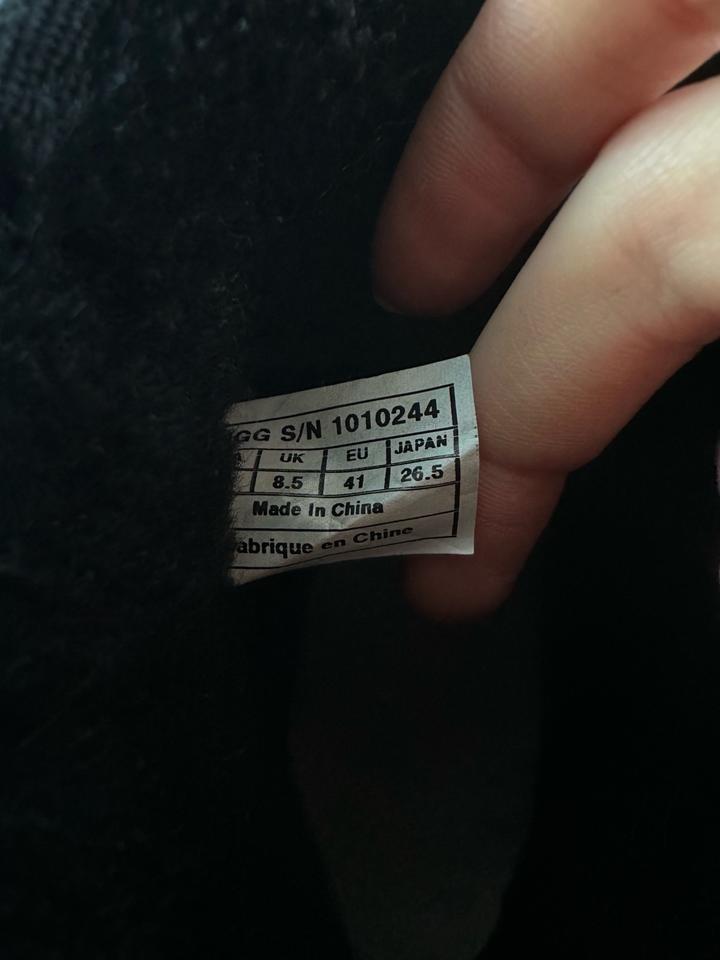 GG S/N 1010244
A UK EU JAPAN
8.5 41 26.5
Made In China
abrique en Chine